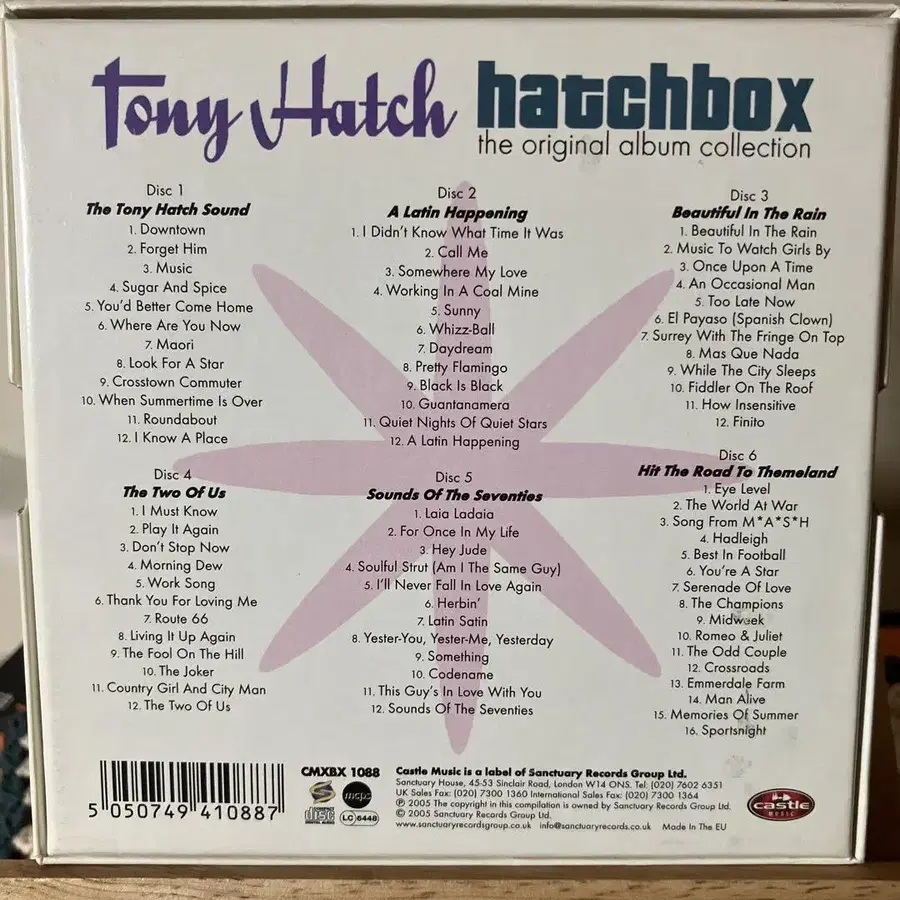 Tony Hatch hatchbox
the original album collection
Disc 1
The Tony Hatch Sound
1. Downtown
2. Forget Him
3. Music
4. Sugar And Spice
5. You'd Better Come Home
6. Where Are You Now
7. Maori
8. Look For A Star
9. Crosstown Commuter
10. When Summertime Is Over
11. Roundabout
12. I Know A Place
Disc 2
A Latin Happening
1. I Didn't Know What Time It Was
2. Call Me
3. Somewhere My Love
4. Working In A Coal Mine
5. Sunny
6. Whizz-Ball
7. Daydream
8. Pretty Flamingo
9. Black Is Black
10. Guantanamera
11. Quiet Nights Of Quiet Stars
12. A Latin Happening
Disc 3
Beautiful In The Rain
1. Beautiful In The Rain
2. Music To Watch Girls By
3. Once Upon A Time
4. An Occasional Man
5. Too Late Now
6. El Payaso (Spanish Clown)
7. Surrey With The Fringe On Top
8. Mas Que Nada
9. While The City Sleeps
10. Fiddler On The Roof
11. How Insensitive
12. Finito
Disc 4
The Two Of Us
1. I Must Know
2. Play It Again
3. Don't Stop Now
4. Morning Dew
5. Work Song
6. Thank You For Loving Me
7. Route 66
8. Living It Up Again
9. The Fool On The Hill
10. The Joker
11. Country Girl And City Man
12. The Two Of Us
Disc 5
Sounds Of The Seventies
1. Laia Ladaia
2. For Once In My Life
3. Hey Jude
4. Soulful Strut (Am I The Same Guy)
5. I'll Never Fall In Love Again
6. Herbin'
7. Latin Satin
8. Yester-You, Yester-Me, Yesterday
9. Something
10. Codename
11. This Guy's In Love With You
12. Sounds Of The Seventies
Disc 6
Hit The Road To Themeland
1. Eye Level
2. The World At War
3. Song From M*A*S*H
4. Hadleigh
5. Best In Football
6. You're A Star
7. Serenade Of Love
8. The Champions
9. Midweek
10. Romeo & Juliet
11. The Odd Couple
12. Crossroads
13. Emmerdale Farm
14. Man Alive
15. Memories Of Summer
16. Sportsnight
5 050749 410887
CMXBX 1088
mcps
COMPACT
disc
DIGITAL AUDIO
LC 6448
Castle Music is a label of Sanctuary Records Group Ltd.
Sanctuary House, 45-53 Sinclair Road, London W14 0NS. Tel: (020) 7602 6351
UK Sales Fax: (020) 7300 1360 International Sales Fax: (020) 7300 1364
℗ 2005 The copyright in this compilation is owned by Sanctuary Records Group Ltd.
© 2005 Sanctuary Records Group Ltd.
www.sanctuaryrecordsgroup.co.uk info@sanctuaryrecords.co.uk Made In The EU
castle
MUSIC